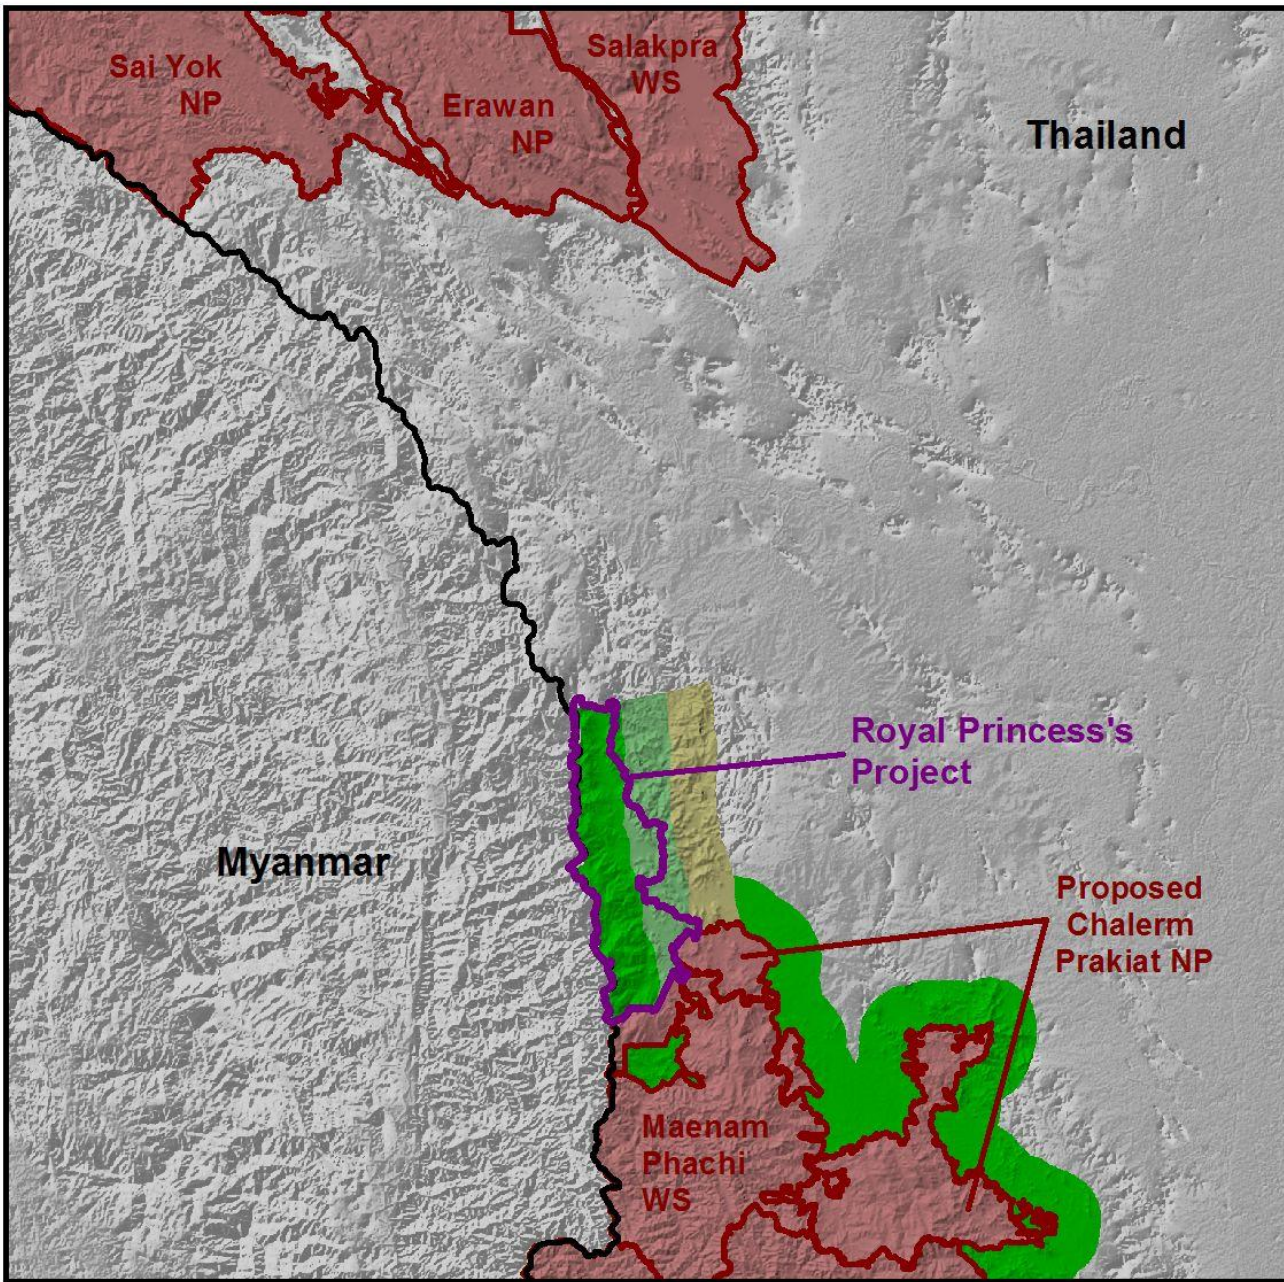 Sai Yok
NP
Erawan
NP
Salakpra
WS
Thailand
Royal Princess's
Project
Myanmar
Proposed
Chalerm
Prakiat NP
Maenam
Phachi
WS